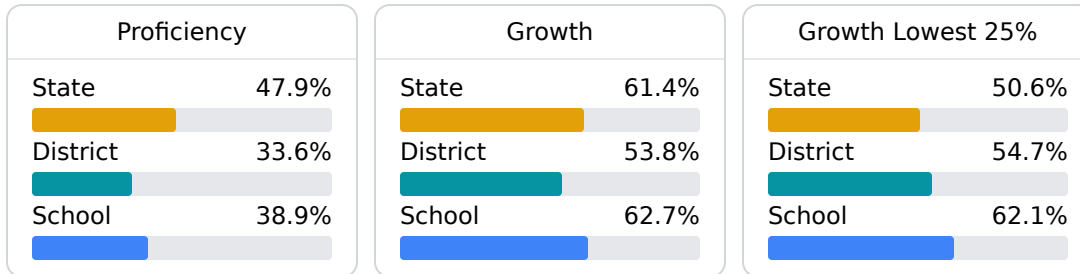 Proficiency
State 47.9%
District 33.6%
School 38.9%
Growth
State 61.4%
District 53.8%
School 62.7%
Growth Lowest 25%
State 50.6%
District 54.7%
School 62.1%